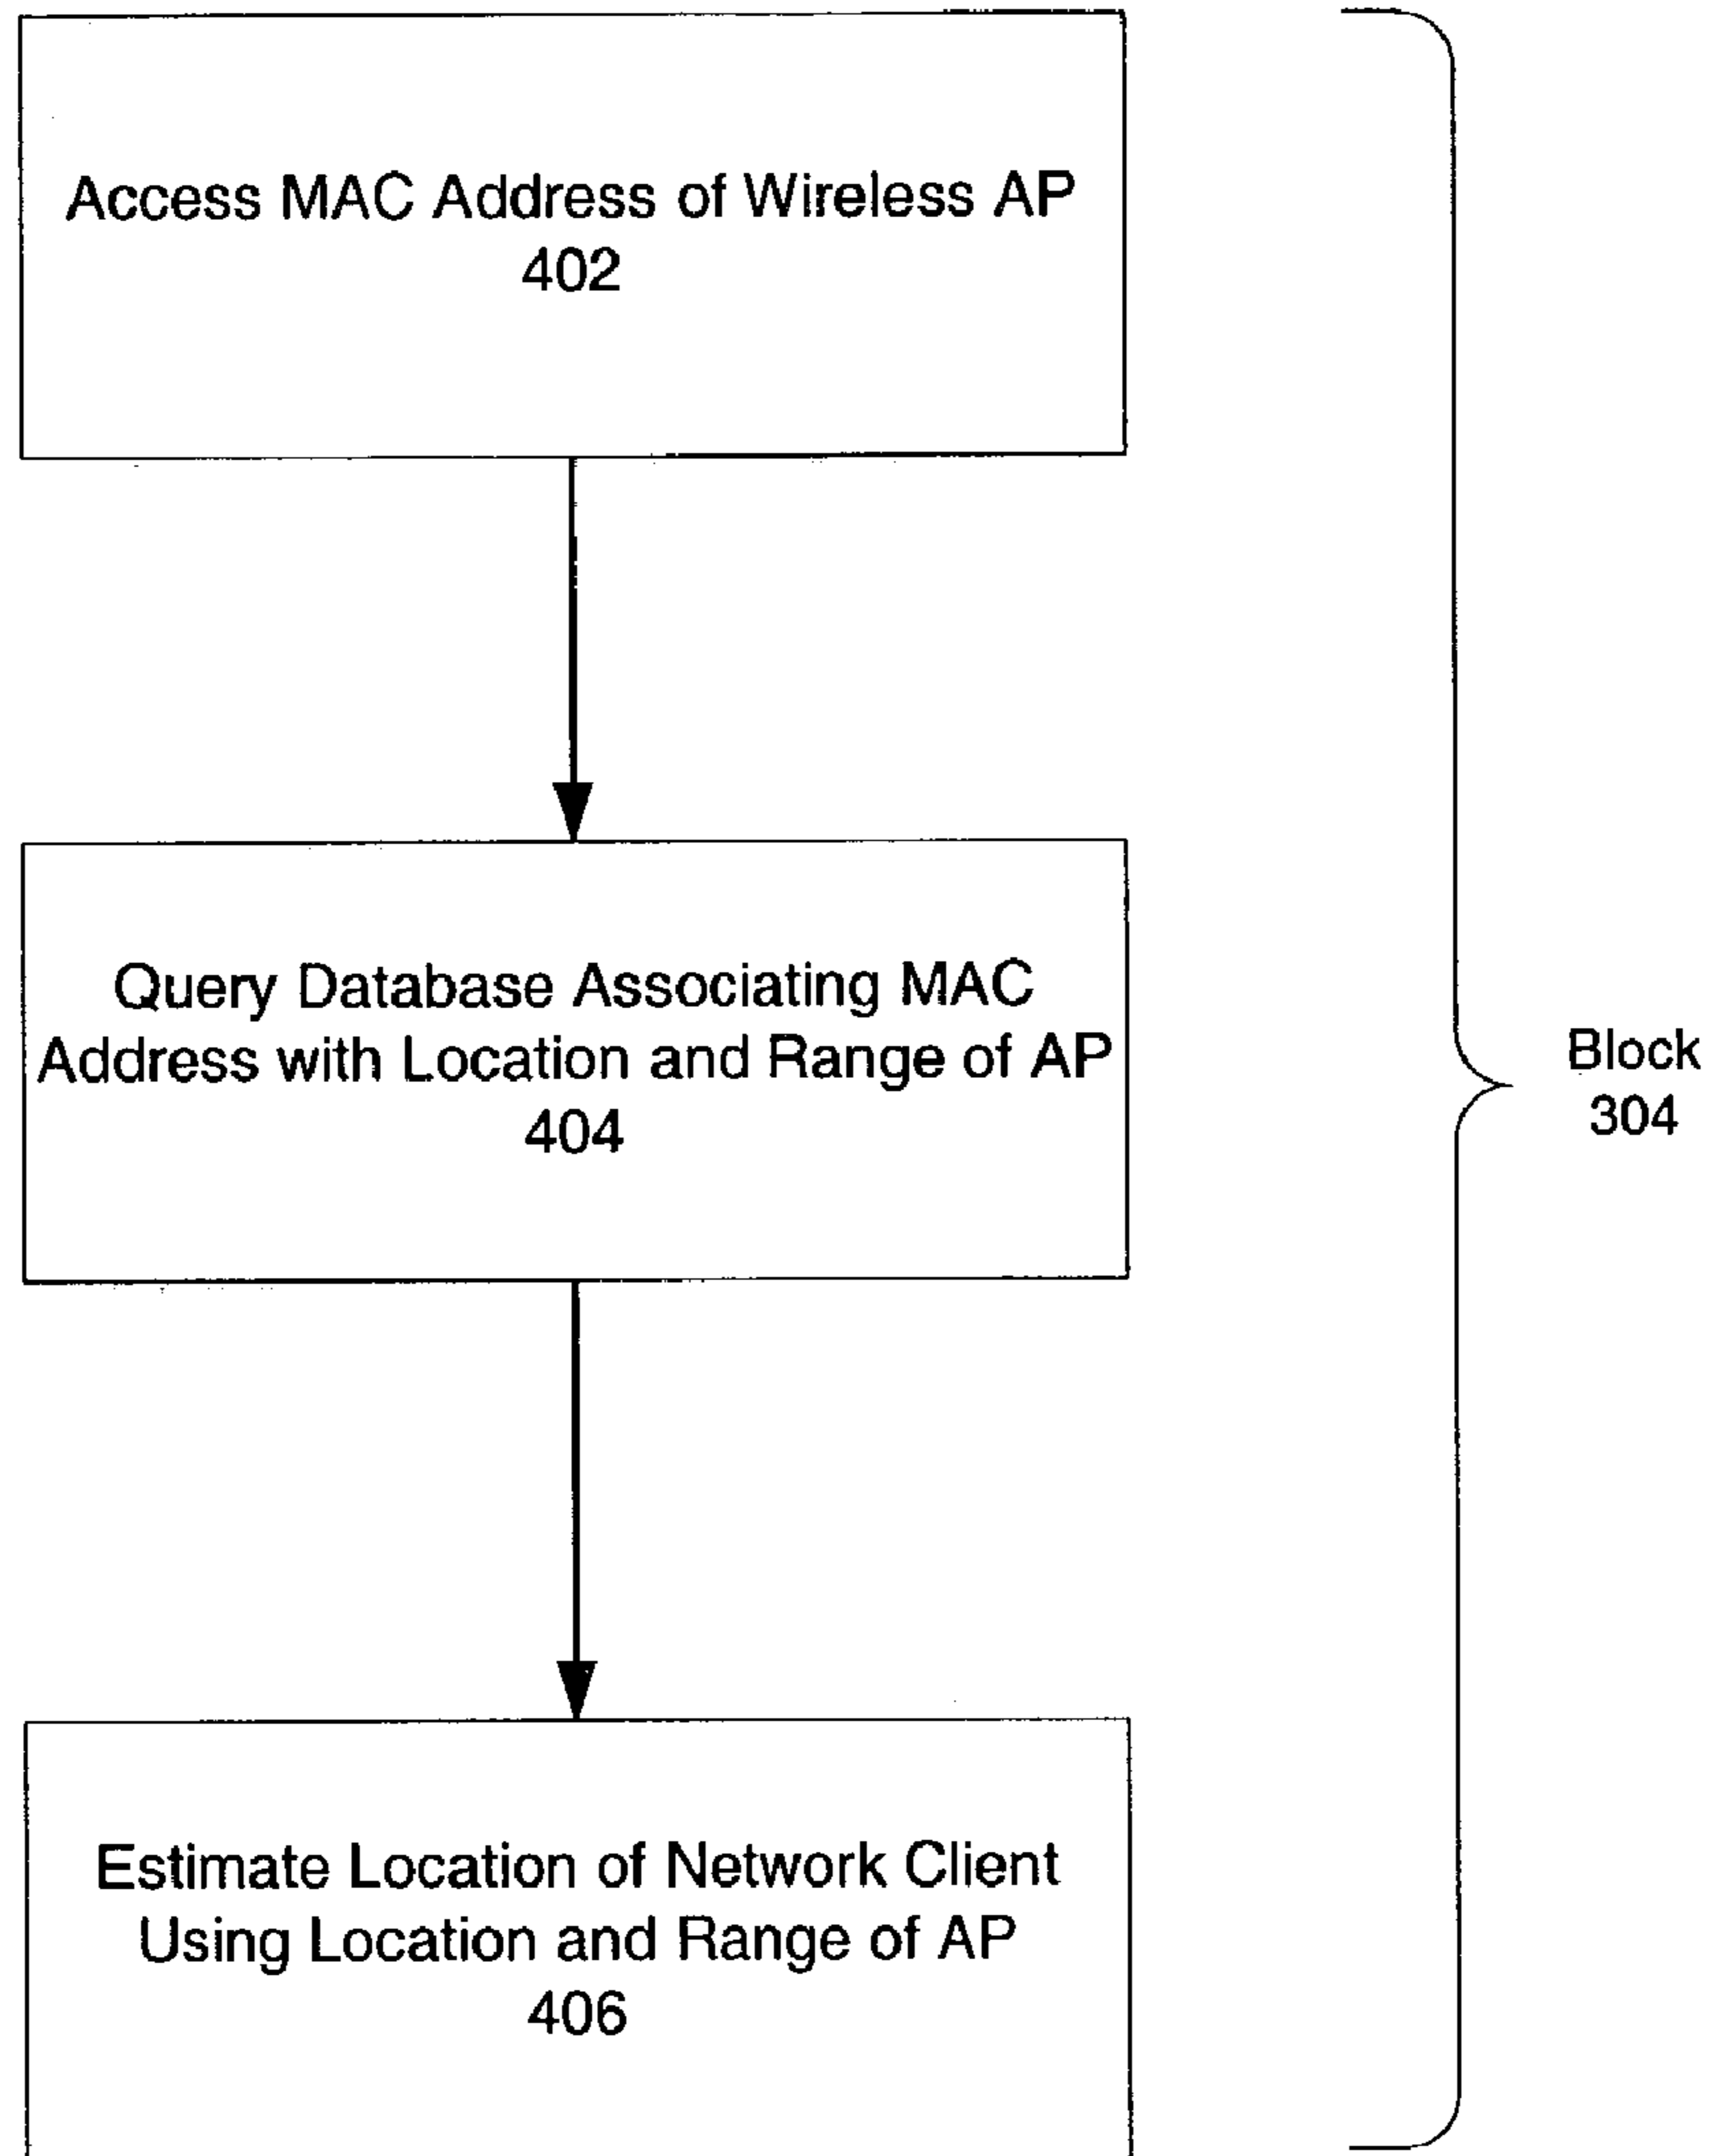 Access MAC Address of Wireless AP
402
Query Database Associating MAC
Address with Location and Range of AP
404
Block
304
Estimate Location of Network Client
Using Location and Range of AP
406